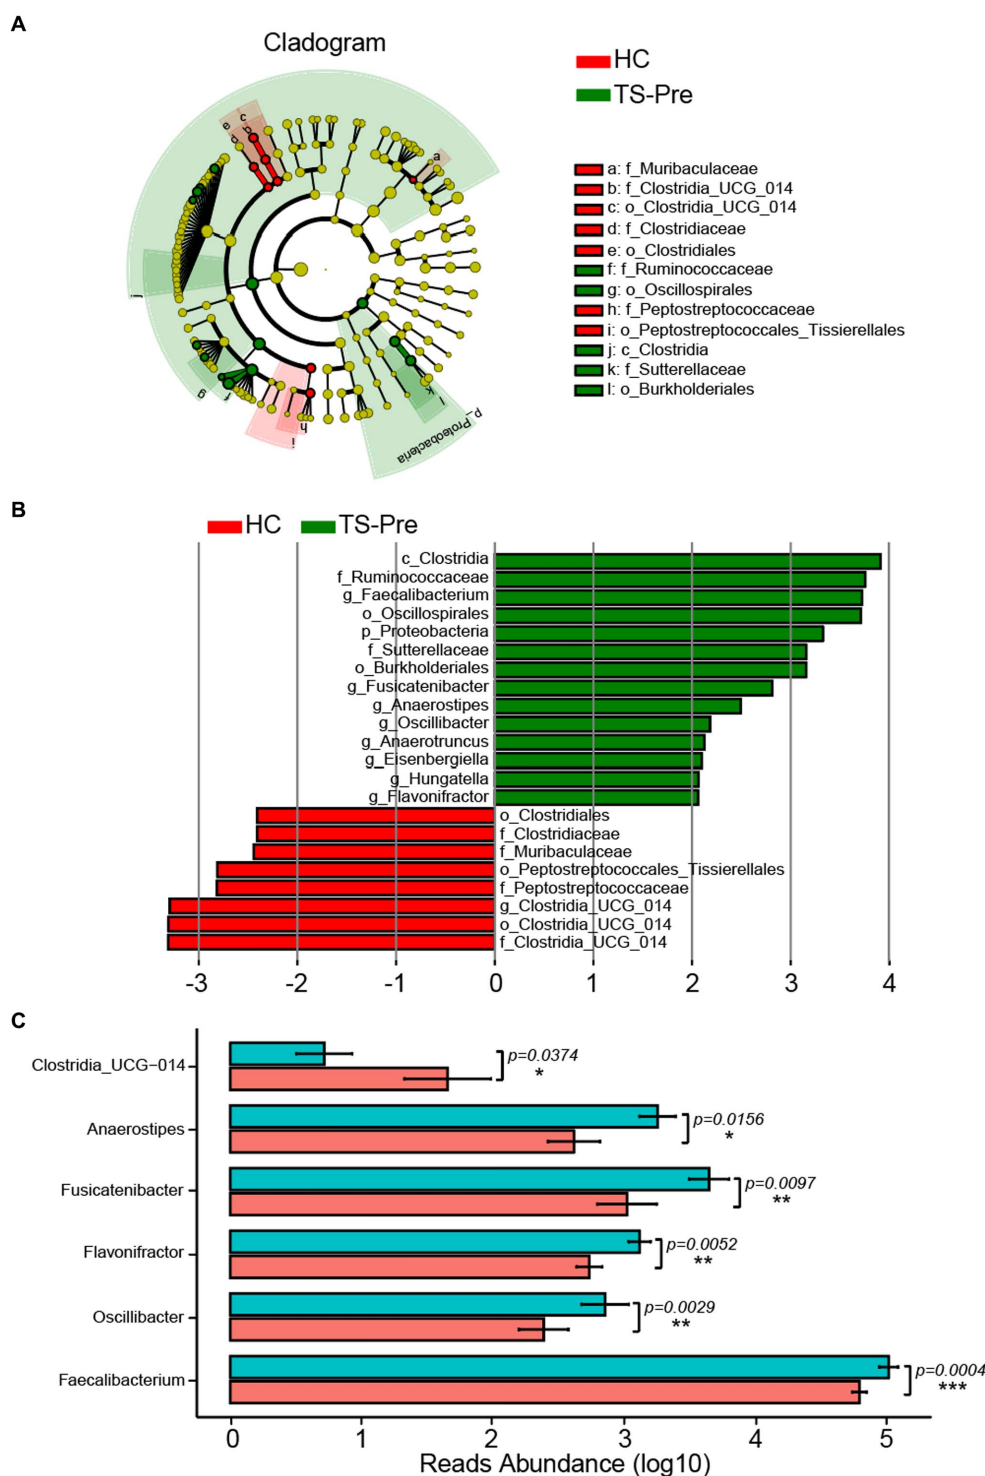 A
Cladogram
HC
TS-Pre
a: f_Muribaculaceae
b: f_Clostridia_UCG_014
c: o_Clostridia_UCG_014
d: f_Clostridiaceae
e: o_Clostridiales
f: f_Ruminococcaceae
g: o_Oscillospirales
h: f_Peptostreptococcaceae
i: o_Peptostreptococcales_Tissierellales
j: c_Clostridia
k: f_Sutterellaceae
l: o_Burkholderiales
a
b
c
d
e
f
g
h
i
j
k
l
p_Proteobacteria
B
HC TS-Pre
c_Clostridia
f_Ruminococcaceae
g_Faecalibacterium
o_Oscillospirales
p_Proteobacteria
f_Sutterellaceae
o_Burkholderiales
g_Fusicatenibacter
g_Anaerostipes
g_Oscillibacter
g_Anaerotruncus
g_Eisenbergiella
g_Hungatella
g_Flavonifractor
o_Clostridiales
f_Clostridiaceae
f_Muribaculaceae
o_Peptostreptococcales_Tissierellales
f_Peptostreptococcaceae
g_Clostridia_UCG_014
o_Clostridia_UCG_014
f_Clostridia_UCG_014
-3 -2 -1 0 1 2 3 4
C
Clostridia_UCG−014
p=0.0374
*
Anaerostipes
p=0.0156
*
Fusicatenibacter
p=0.0097
**
Flavonifractor
p=0.0052
**
Oscillibacter
p=0.0029
**
Faecalibacterium
p=0.0004
***
0 1 2 3 4 5
Reads Abundance (log10)